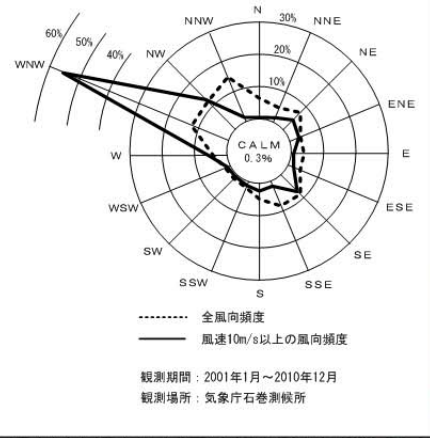 N
NNW
30%
NNE
60%
50%
40%
NW
20%
NE
WNW
10%
ENE
CALM
0.3%
W
E
WSW
ESE
SW
SE
SSW
SSE
S
全風向頻度
風速10m/s以上の風向頻度
観測期間：2001年1月～2010年12月
観測場所：気象庁石巻測候所